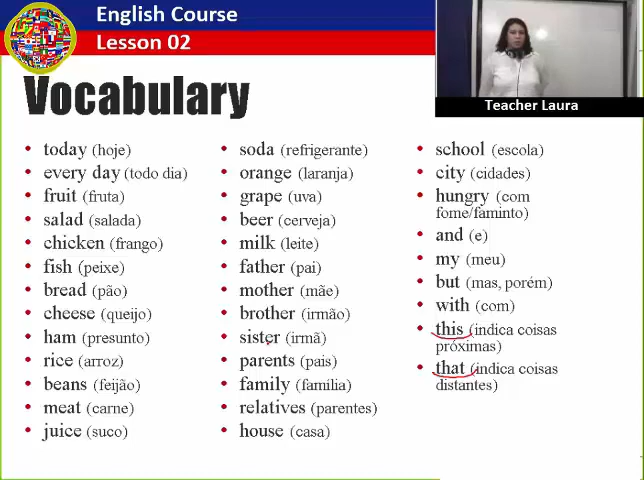 English Course
Lesson 02
Teacher Laura
Vocabulary
• today (hoje)
• every day (todo dia)
• fruit (fruta)
• salad (salada)
• chicken (frango)
• fish (peixe)
• bread (pão)
• cheese (queijo)
• ham (presunto)
• rice (arroz)
• beans (feijão)
• meat (carne)
• juice (suco)
• soda (refrigerante)
• orange (laranja)
• grape (uva)
• beer (cerveja)
• milk (leite)
• father (pai)
• mother (mãe)
• brother (irmão)
• sister (irmã)
• parents (pais)
• family (família)
• relatives (parentes)
• house (casa)
• school (escola)
• city (cidades)
• hungry (com
fome/faminto)
• and (e)
• my (meu)
• but (mas, porém)
• with (com)
• this (indica coisas
próximas)
• that (indica coisas
distantes)